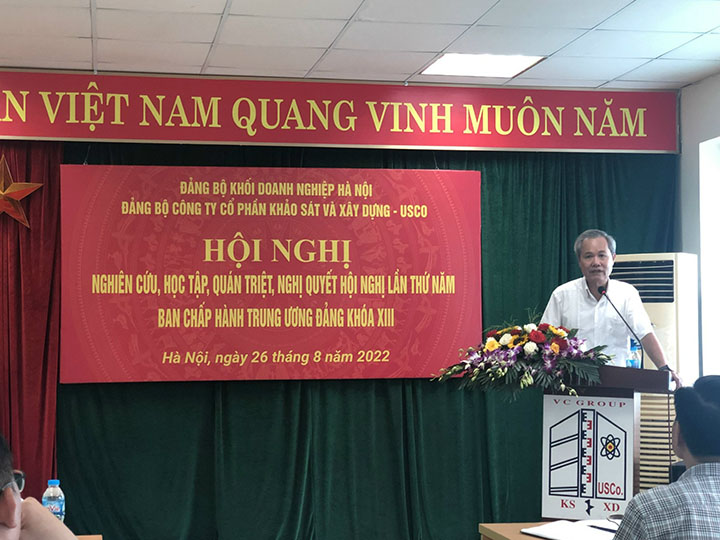 N VIỆT NAM QUANG VINH MUÔN NĂM
ĐẢNG BỘ KHỐI DOANH NGHIỆP HÀ NỘI
ĐẢNG BỘ CÔNG TY CỔ PHẦN KHẢO SÁT VÀ XÂY DỰNG - USCO
HỘI NGHỊ
NGHIÊN CỨU, HỌC TẬP, QUÁN TRIỆT, NGHỊ QUYẾT HỘI NGHỊ LẦN THỨ NĂM
BAN CHẤP HÀNH TRUNG ƯƠNG ĐẢNG KHÓA XIII
Hà Nội, ngày 26 tháng 8 năm 2022
VC GROUP
USCo.
KS XD